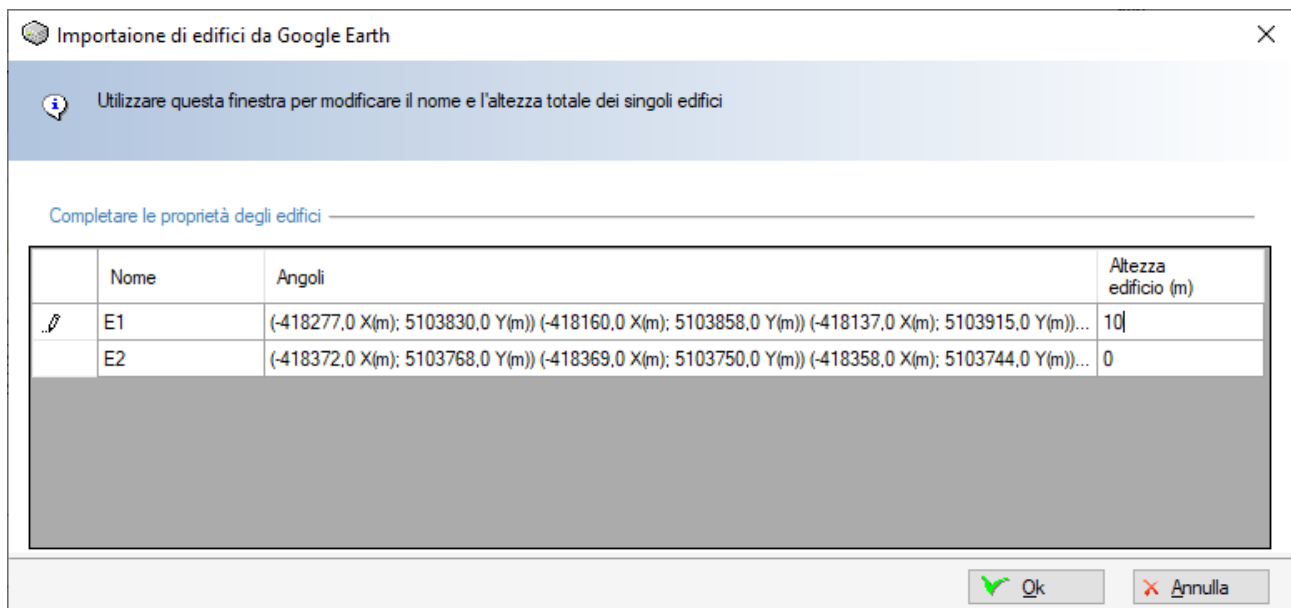 Importaione di edifici da Google Earth
Utilizzare questa finestra per modificare il nome e l'altezza totale dei singoli edifici
Completare le proprietà degli edifici
Nome Angoli Altezza edificio (m)
E1 (-418277,0 X(m); 5103830,0 Y(m)) (-418160,0 X(m); 5103858,0 Y(m)) (-418137,0 X(m); 5103915,0 Y(m))... 10
E2 (-418372,0 X(m); 5103768,0 Y(m)) (-418369,0 X(m); 5103750,0 Y(m)) (-418358,0 X(m); 5103744,0 Y(m))... 0
Ok Annulla